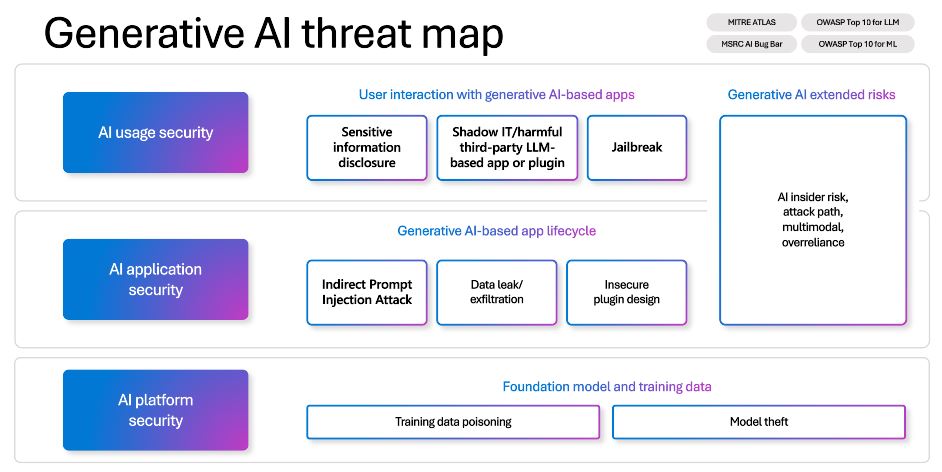 Generative AI threat map
MITRE ATLAS
OWASP Top 10 for LLM
MSRC AI Bug Bar
OWASP Top 10 for ML
AI usage security
User interaction with generative AI-based apps
Sensitive
information
disclosure
Shadow IT/harmful
third-party LLM-
based app or plugin
Jailbreak
Generative AI extended risks
AI insider risk,
attack path,
multimodal,
overreliance
AI application
security
Generative AI-based app lifecycle
Indirect Prompt
Injection Attack
Data leak/
exfiltration
Insecure
plugin design
AI platform
security
Foundation model and training data
Training data poisoning
Model theft